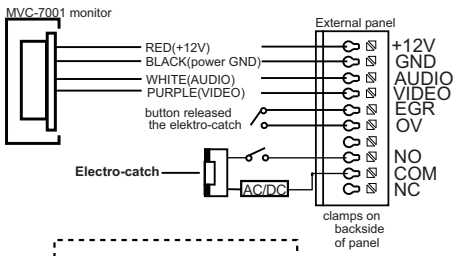 MVC-7001 monitor
External panel
RED(+12V)
+12V
BLACK(power GND)
GND
WHITE(AUDIO)
AUDIO
PURPLE(VIDEO)
VIDEO
button released
the elektro-catch
EGR
OV
NO
Electro-catch
COM
AC/DC
NC
clamps on
backside
of panel